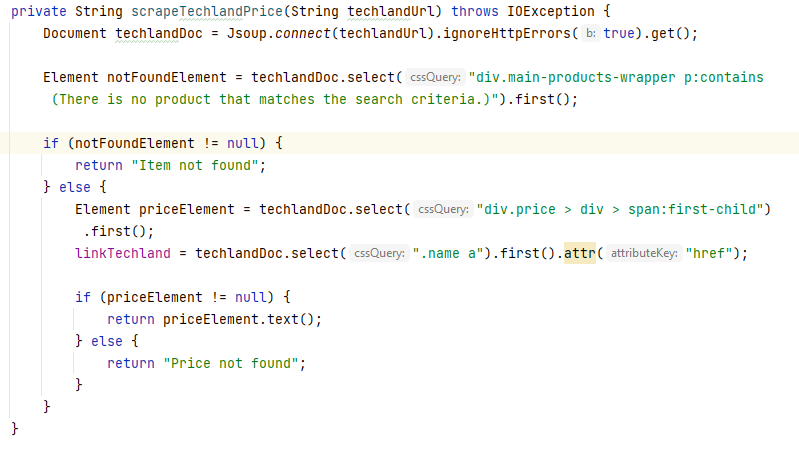 private String scrapeTechlandPrice(String techlandUrl) throws IOException {
Document techlandDoc = Jsoup.connect(techlandUrl).ignoreHttpErrors( b: true).get();
Element notFoundElement = techlandDoc.select( cssQuery: "div.main-products-wrapper p:contains
(There is no product that matches the search criteria.)").first();
if (notFoundElement != null) {
return "Item not found";
} else {
Element priceElement = techlandDoc.select( cssQuery: "div.price > div > span:first-child")
.first();
linkTechland = techlandDoc.select( cssQuery: ".name a").first().attr( attributeKey: "href");
if (priceElement != null) {
return priceElement.text();
} else {
return "Price not found";
}
}
}